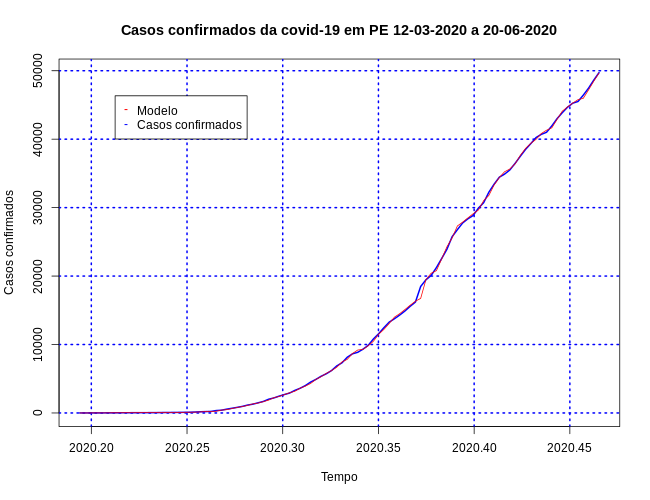 Casos confirmados da covid-19 em PE 12-03-2020 a 20-06-2020
50000
40000
30000
20000
10000
0
Casos confirmados
- Modelo
- Casos confirmados
2020.20 2020.25 2020.30 2020.35 2020.40 2020.45
Tempo